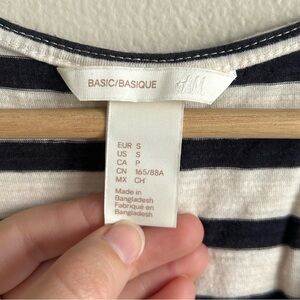 BASIC/BASIQUE H&M
EUR S
US S
CA P
CN 165/88A
MX CH
Made in
Bangladesh
Fabriqué en
Bangladesh